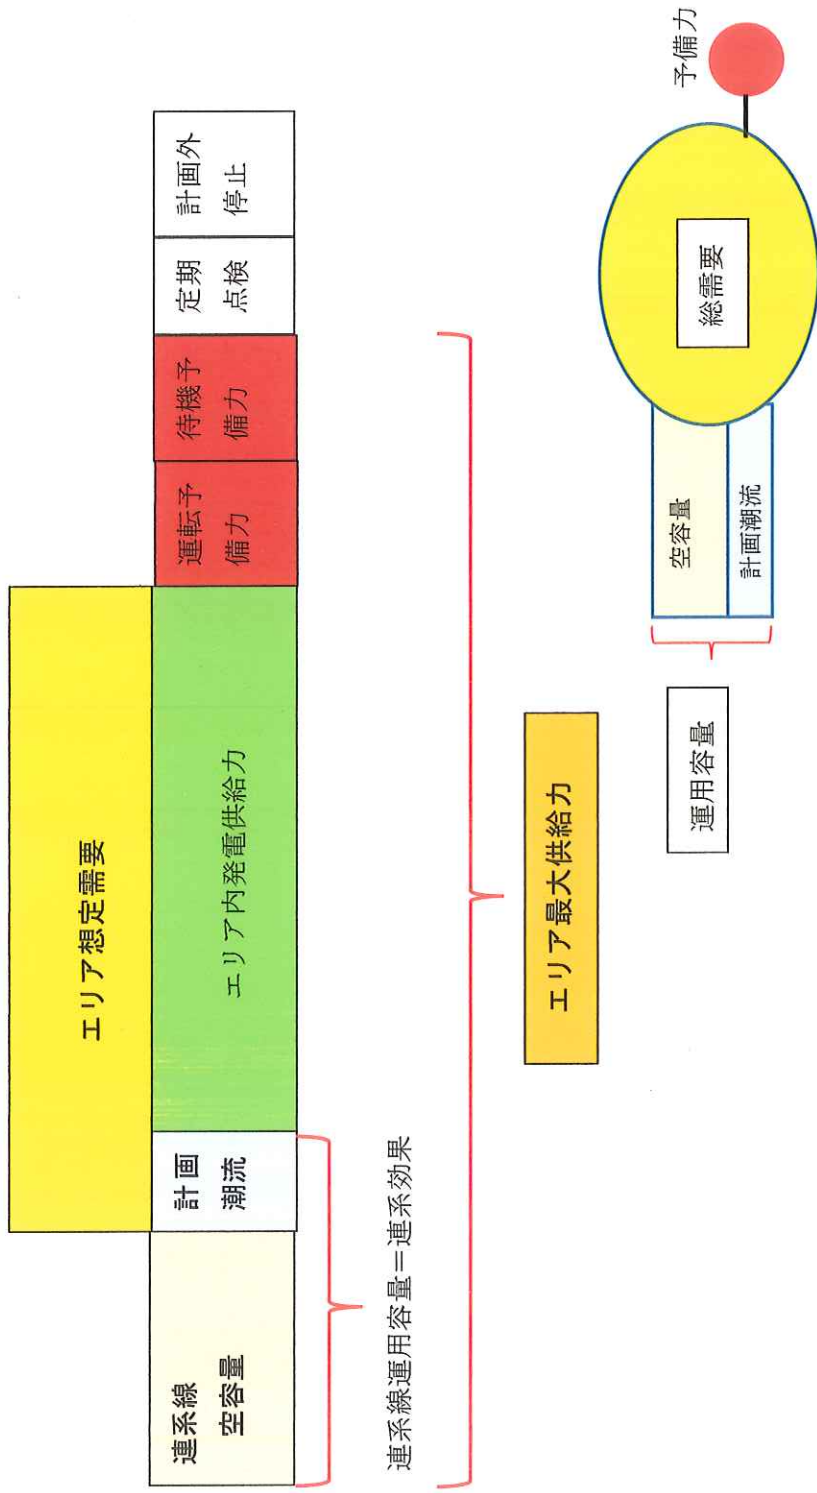 エリア想定需要
連系線
空容量
計画
潮流
エリア内発電供給力
運転予
備力
待機予
備力
定期
点検
計画外
停止
連系線運用容量＝連系効果
エリア最大供給力
運用容量
空容量
計画潮流
総需要
予備力